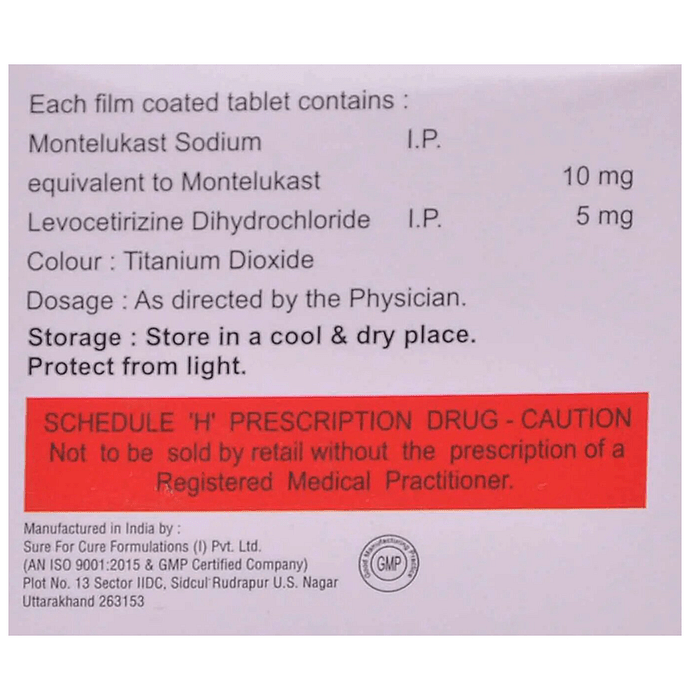 Each film coated tablet contains :
Montelukast Sodium I.P.
equivalent to Montelukast 10 mg
Levocetirizine Dihydrochloride I.P. 5 mg
Colour : Titanium Dioxide
Dosage : As directed by the Physician.
Storage : Store in a cool & dry place.
Protect from light.
SCHEDULE 'H' PRESCRIPTION DRUG - CAUTION
Not to be sold by retail without the prescription of a
Registered Medical Practitioner.
Manufactured in India by :
Sure For Cure Formulations (I) Pvt. Ltd.
(AN ISO 9001:2015 & GMP Certified Company)
Plot No. 13 Sector IIDC, Sidcul Rudrapur U.S. Nagar
Uttarakhand 263153
Good Manufacturing Practice
GMP